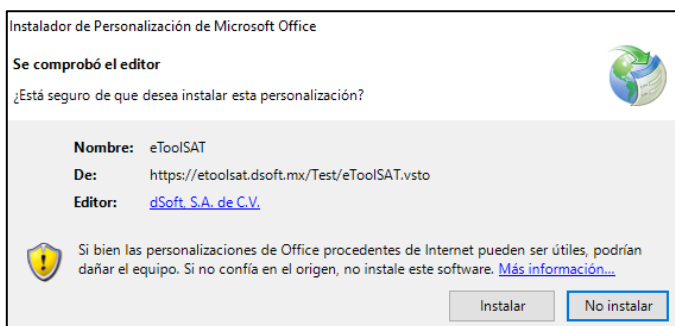 Instalador de Personalización de Microsoft Office
Se comprobó el editor
¿Está seguro de que desea instalar esta personalización?
Nombre: eToolSAT
De: https://etoolsat.dsoft.mx/Test/eToolSAT.vsto
Editor: dSoft, S.A. de C.V.
Si bien las personalizaciones de Office procedentes de Internet pueden ser útiles, podrían
dañar el equipo. Si no confía en el origen, no instale este software. Más información...
Instalar No instalar